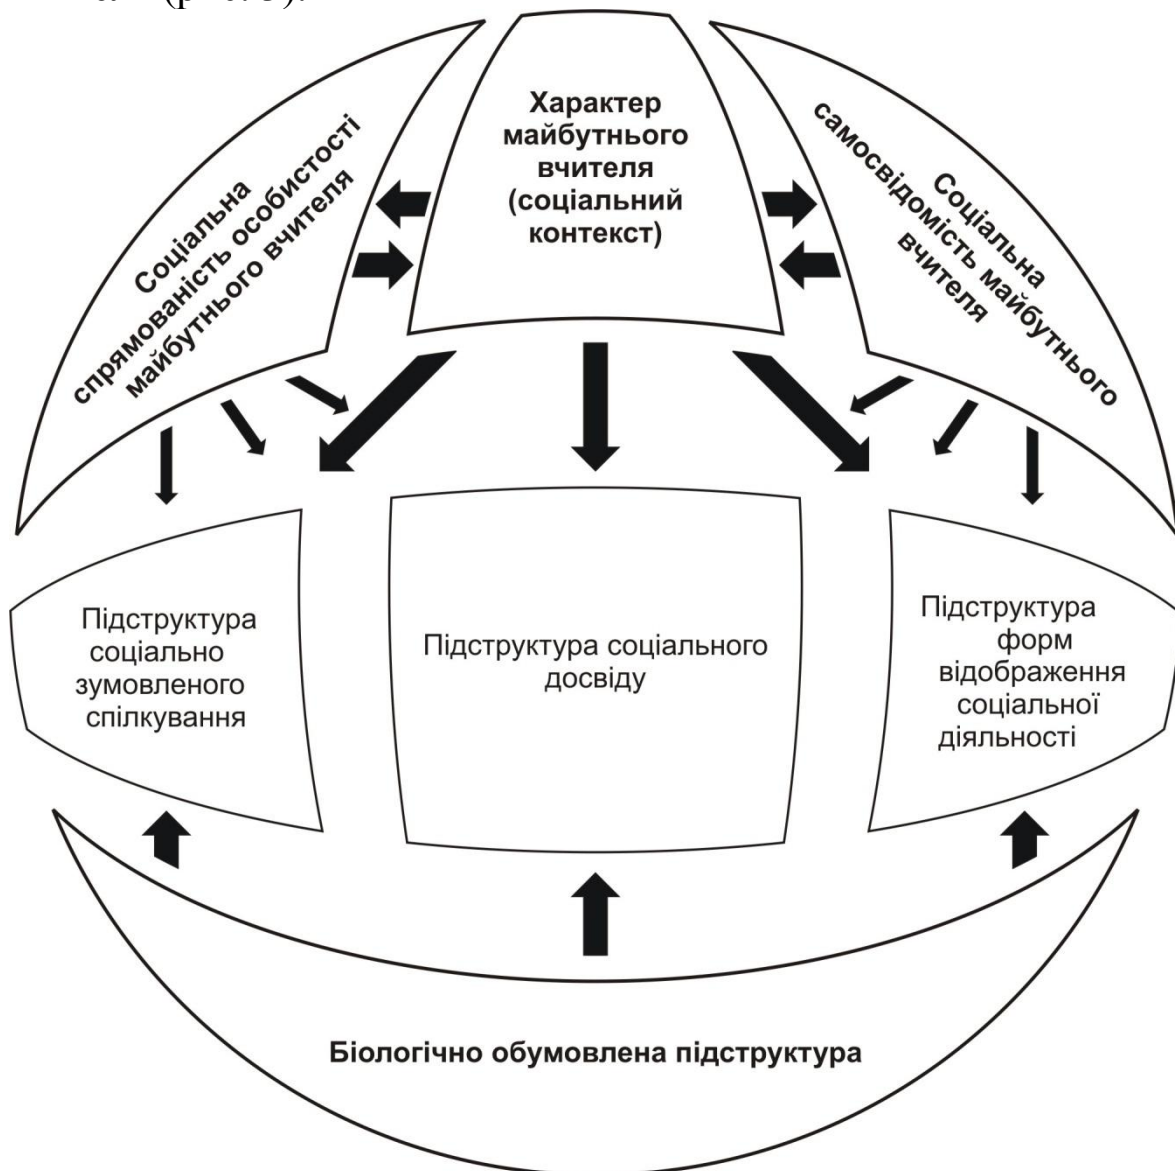 Соціальна
спрямованість особистості
майбутнього вчителя
Характер
майбутнього
вчителя
(соціальний
контекст)
Соціальна
самосвідомість майбутнього
вчителя
Підструктура
соціально
зумовленого
спілкування
Підструктура соціального
досвіду
Підструктура
форм
відображення
соціальної
діяльності
Біологічно обумовлена підструктура